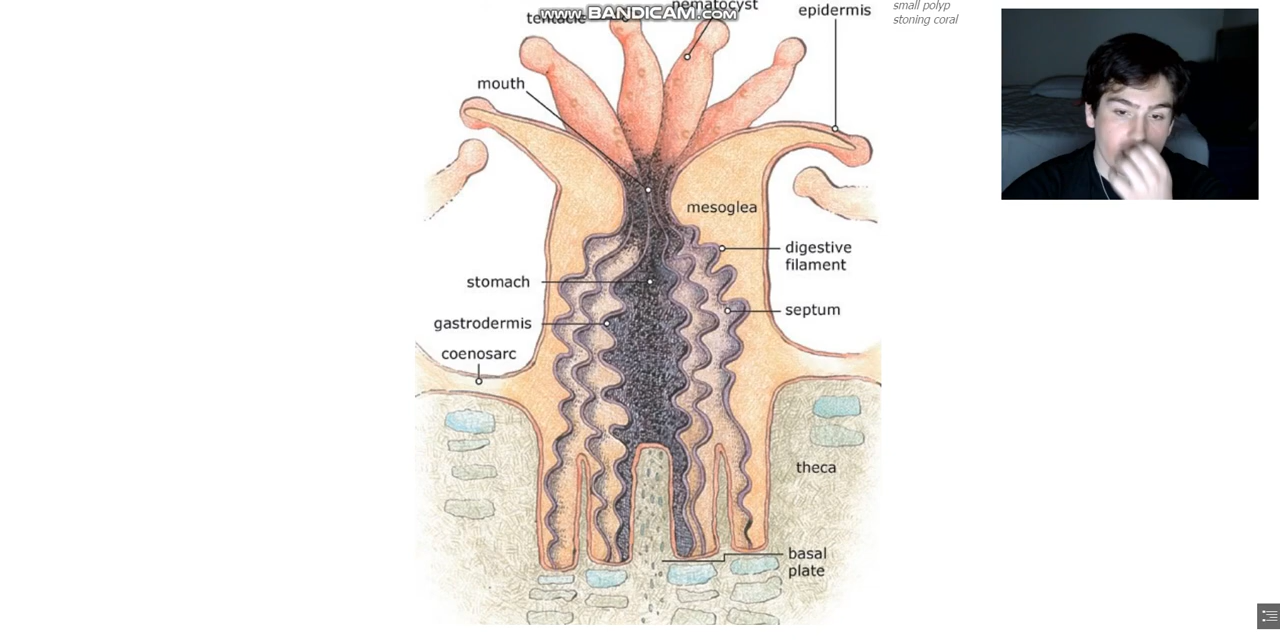 nematocyst
www.BANDICAM.com
tentacle
epidermis
small polyp
stoning coral
mouth
mesoglea
digestive
filament
stomach
septum
gastrodermis
coenosarc
theca
basal
plate